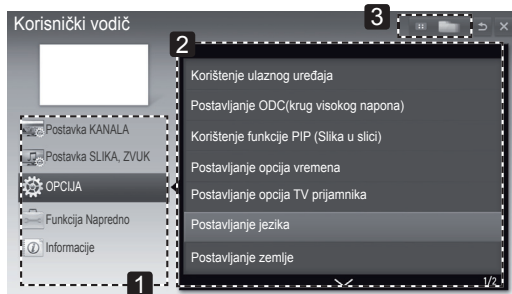 Korisnički vodič
3
2
Korištenje ulaznog uređaja
Postavljanje ODC(krug visokog napona)
Korištenje funkcije PIP (Slika u slici)
Postavljanje opcija vremena
Postavljanje opcija TV prijamnika
Postavljanje jezika
Postavljanje zemlje
1/2
Postavka KANALA
Postavka SLIKA, ZVUK
OPCIJA
Funkcija Napredno
Informacije
1